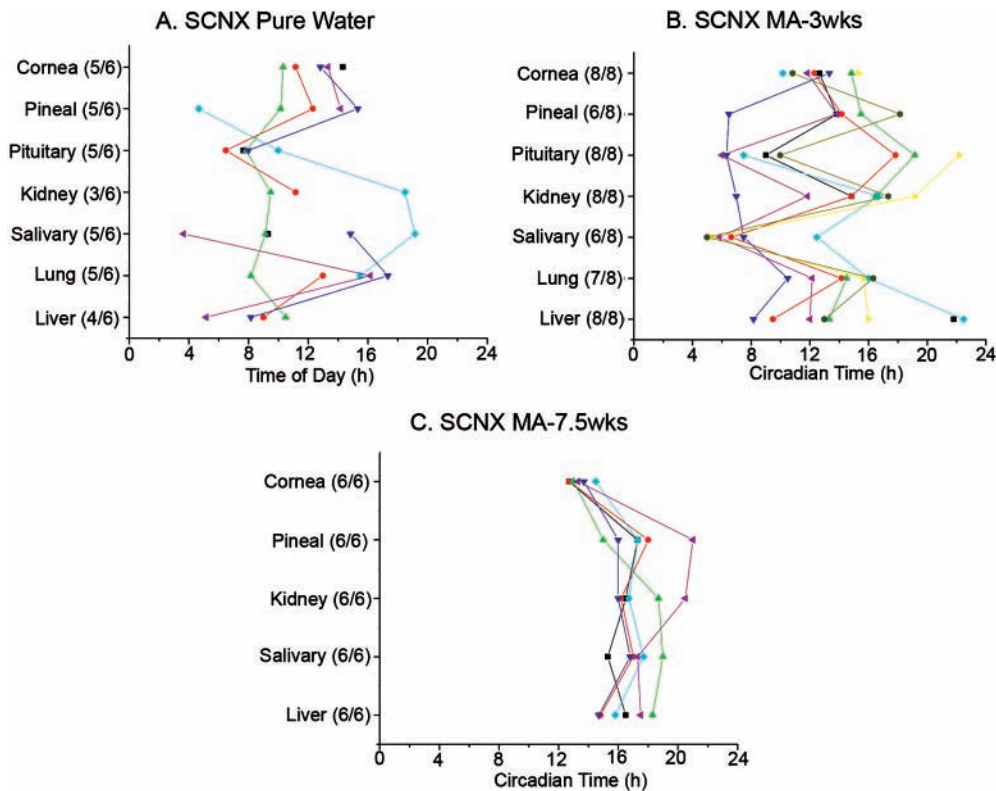 A. SCNX Pure Water
Cornea (5/6)
Pineal (5/6)
Pituitary (5/6)
Kidney (3/6)
Salivary (5/6)
Lung (5/6)
Liver (4/6)
0 4 8 12 16 20 24
Time of Day (h)
B. SCNX MA-3wks
Cornea (8/8)
Pineal (6/8)
Pituitary (8/8)
Kidney (8/8)
Salivary (6/8)
Lung (7/8)
Liver (8/8)
0 4 8 12 16 20 24
Circadian Time (h)
C. SCNX MA-7.5wks
Cornea (6/6)
Pineal (6/6)
Kidney (6/6)
Salivary (6/6)
Liver (6/6)
0 4 8 12 16 20 24
Circadian Time (h)